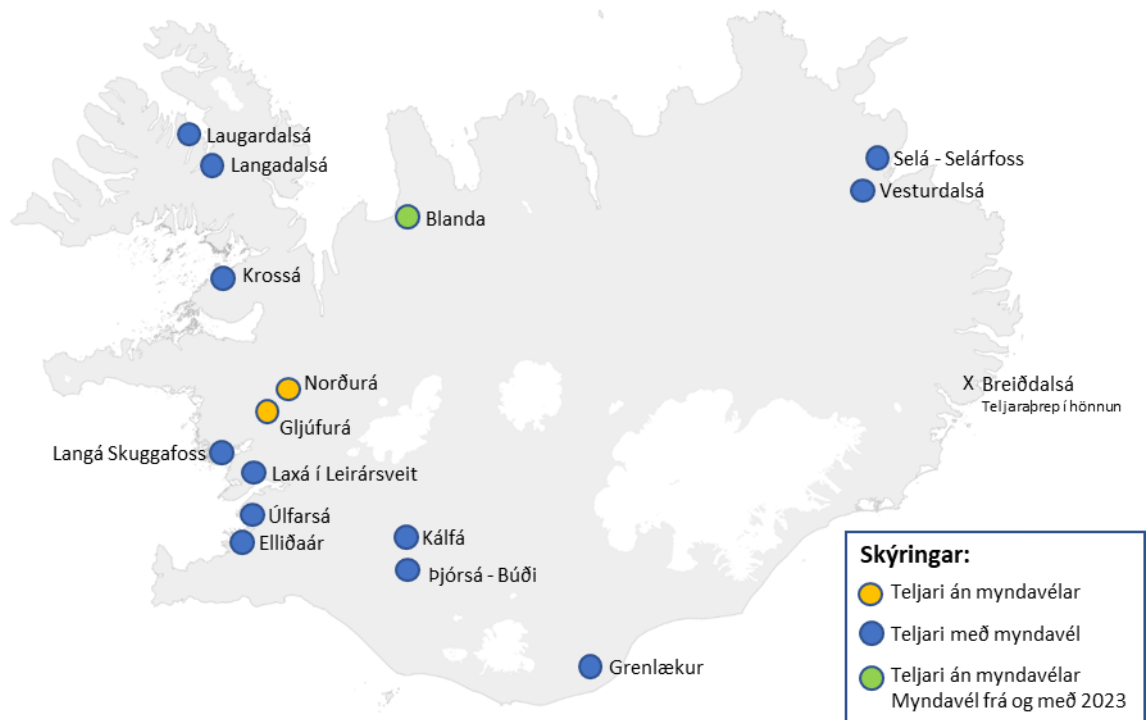 Laugardalsá
Langadalsá
Selá - Selárfoss
Vesturdalsá
Blanda
Krossá
Norðurá
Gljúfurá
X Breiðdalsá
Teljaraþrep í hönnun
Langá Skuggafoss
Laxá í Leirársveit
Úlfarsá
Elliðaár
Kálfá
Þjórsá - Búði
Grenlækur
Skýringar:
Teljari án myndavélar
Teljari með myndavél
Teljari án myndavélar
Myndavél frá og með 2023